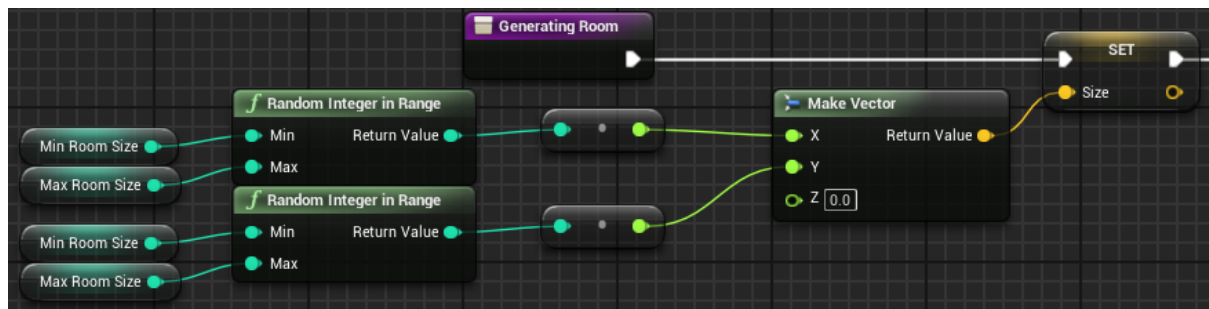 Generating Room
SET
Size
f Random Integer in Range
Make Vector
Min Room Size
Min Return Value
X Return Value
Max Room Size
Max
Y
f Random Integer in Range
Z 0.0
Min Room Size
Min Return Value
Max Room Size
Max